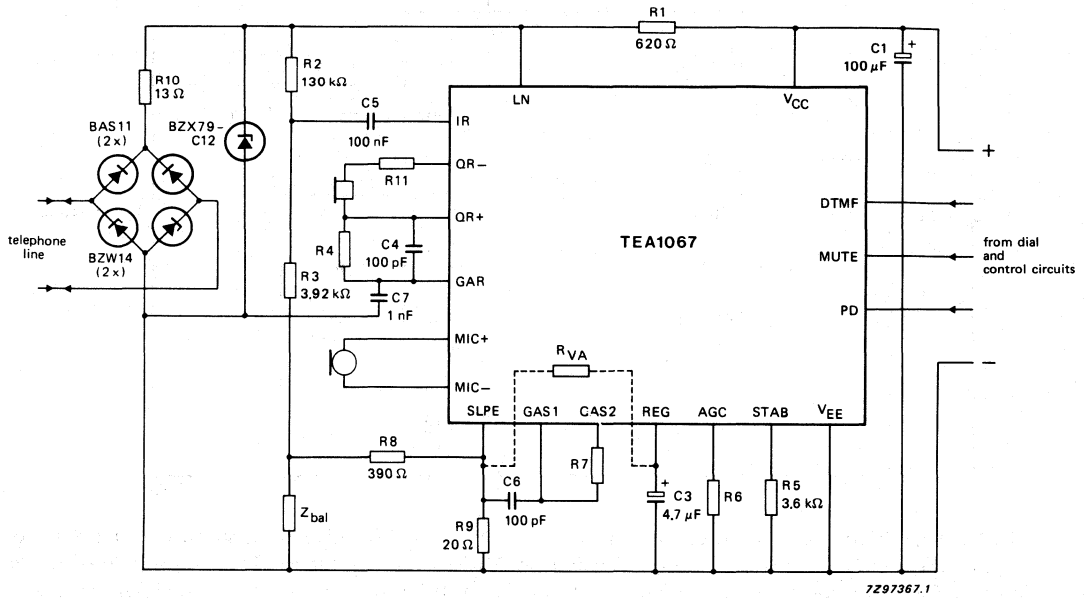 R1
620 Ω
R2
130 kΩ
C1
100 µF
+
R10
13 Ω
BAS11
(2x)
BZX79-
C12
C5
100 nF
LN
VCC
IR
QR−
R11
QR+
R4
C4
100 pF
GAR
C7
1 nF
R3
3,92 kΩ
BZW14
(2x)
telephone
line
TEA1067
+
DTMF
MUTE
PD
from dial
and
control circuits
−
MIC+
MIC−
RVA
SLPE
GAS1
CAS2
REG
AGC
STAB
VEE
R8
390 Ω
R7
C6
100 pF
R9
20 Ω
Zbal
+
C3
4,7 µF
R6
R5
3,6 kΩ
7Z97367.1